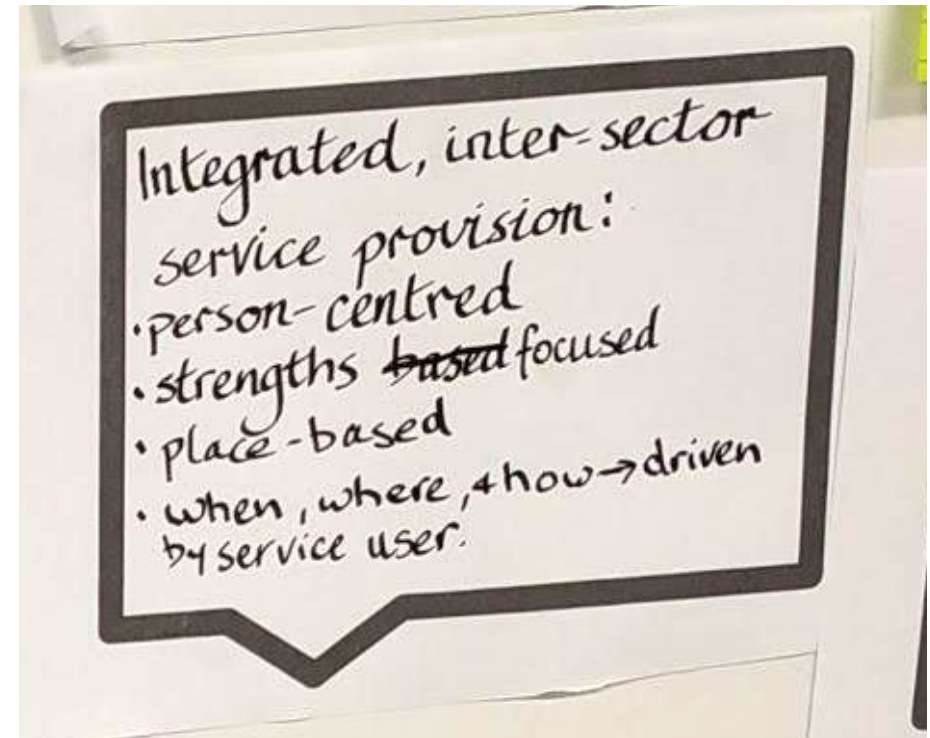 Integrated, inter-sector
service provision:
• person-centred
• strengths ~~based~~ focused
• place-based
• when, where, & how → driven
by service user.